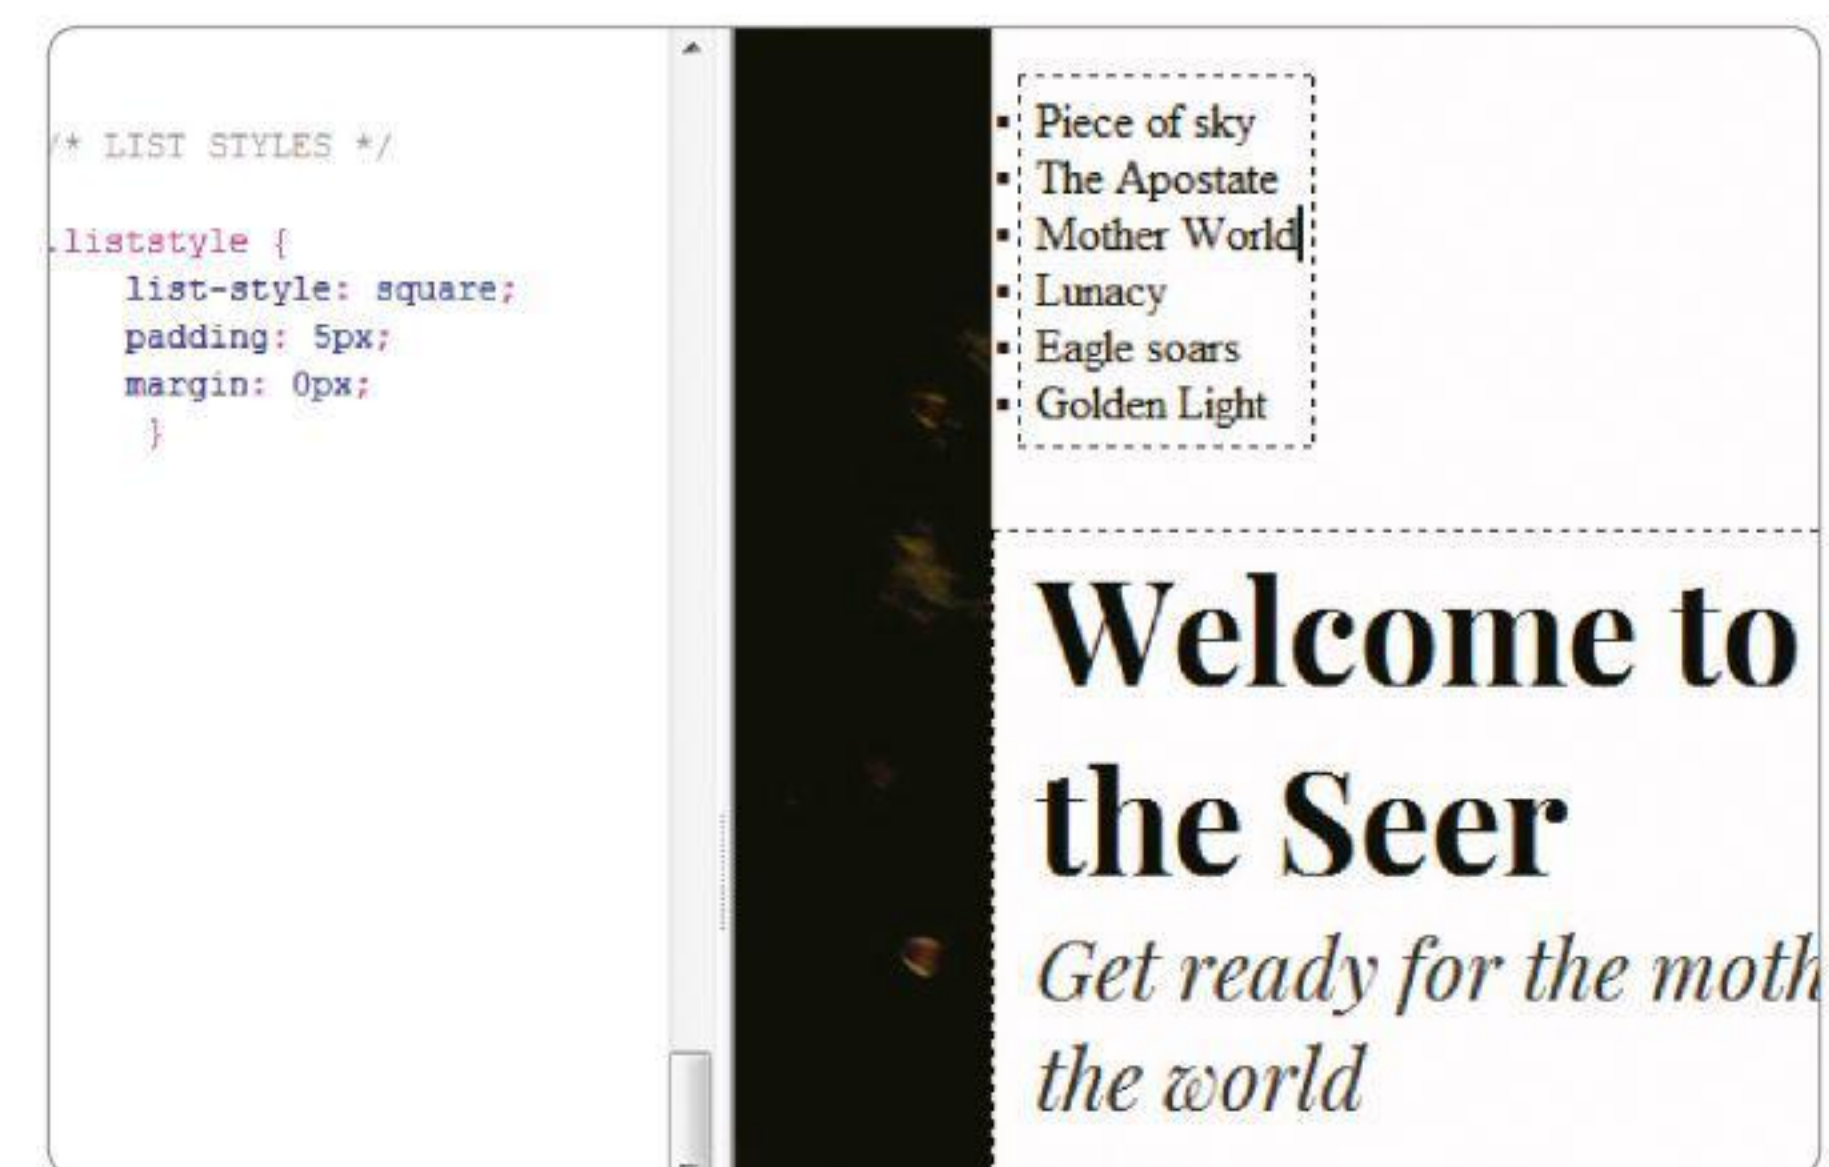 /* LIST STYLES */
.liststyle {
list-style: square;
padding: 5px;
margin: 0px;
}
▪ Piece of sky
▪ The Apostate
▪ Mother World
▪ Lunacy
▪ Eagle soars
▪ Golden Light
Welcome to
the Seer
Get ready for the moth
the world